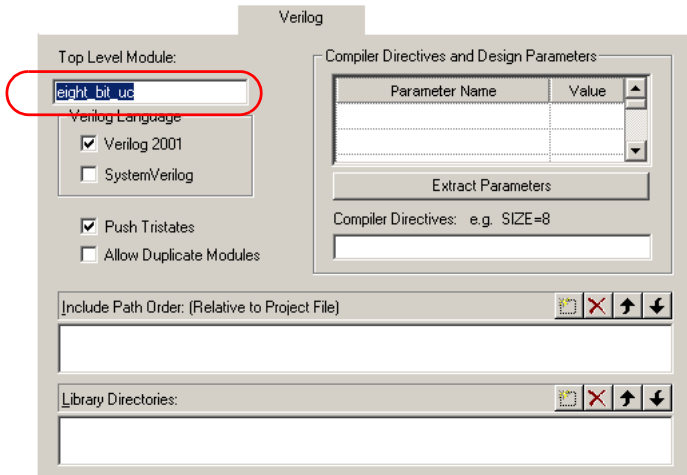 Verilog
Top Level Module:
eight_bit_uc
Verilog Language
Verilog 2001
SystemVerilog
Push Tristates
Allow Duplicate Modules
Compiler Directives and Design Parameters
Parameter Name Value
Extract Parameters
Compiler Directives: e.g. SIZE=8
Include Path Order: (Relative to Project File)
Library Directories: